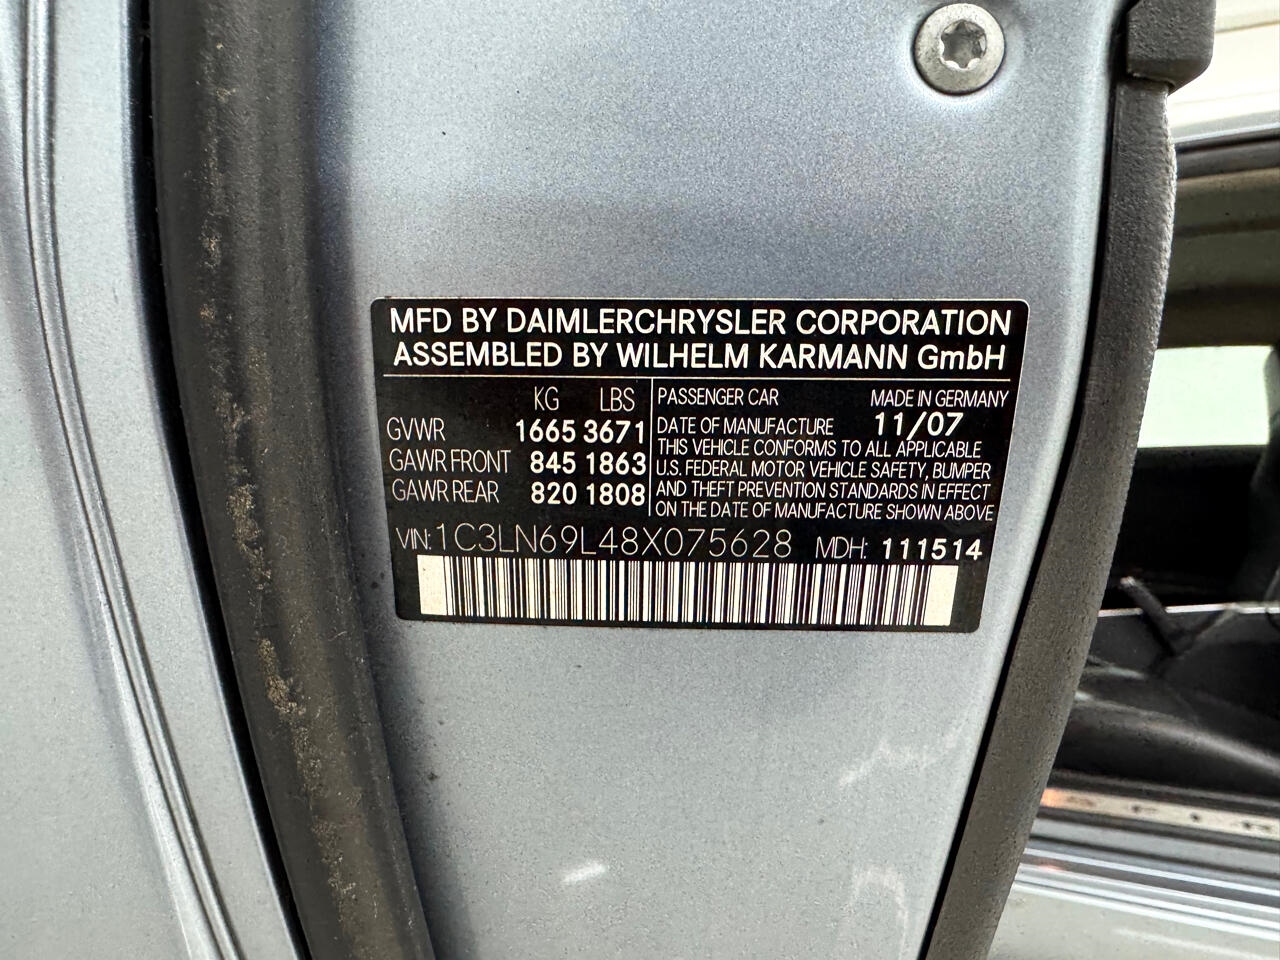 MFD BY DAIMLERCHRYSLER CORPORATION
ASSEMBLED BY WILHELM KARMANN GmbH
KG LBS
GVWR 1665 3671
GAWR FRONT 845 1863
GAWR REAR 820 1808
PASSENGER CAR MADE IN GERMANY
DATE OF MANUFACTURE 11/07
THIS VEHICLE CONFORMS TO ALL APPLICABLE
U.S. FEDERAL MOTOR VEHICLE SAFETY, BUMPER
AND THEFT PREVENTION STANDARDS IN EFFECT
ON THE DATE OF MANUFACTURE SHOWN ABOVE
VIN: 1C3LN69L48X075628 MDH: 111514